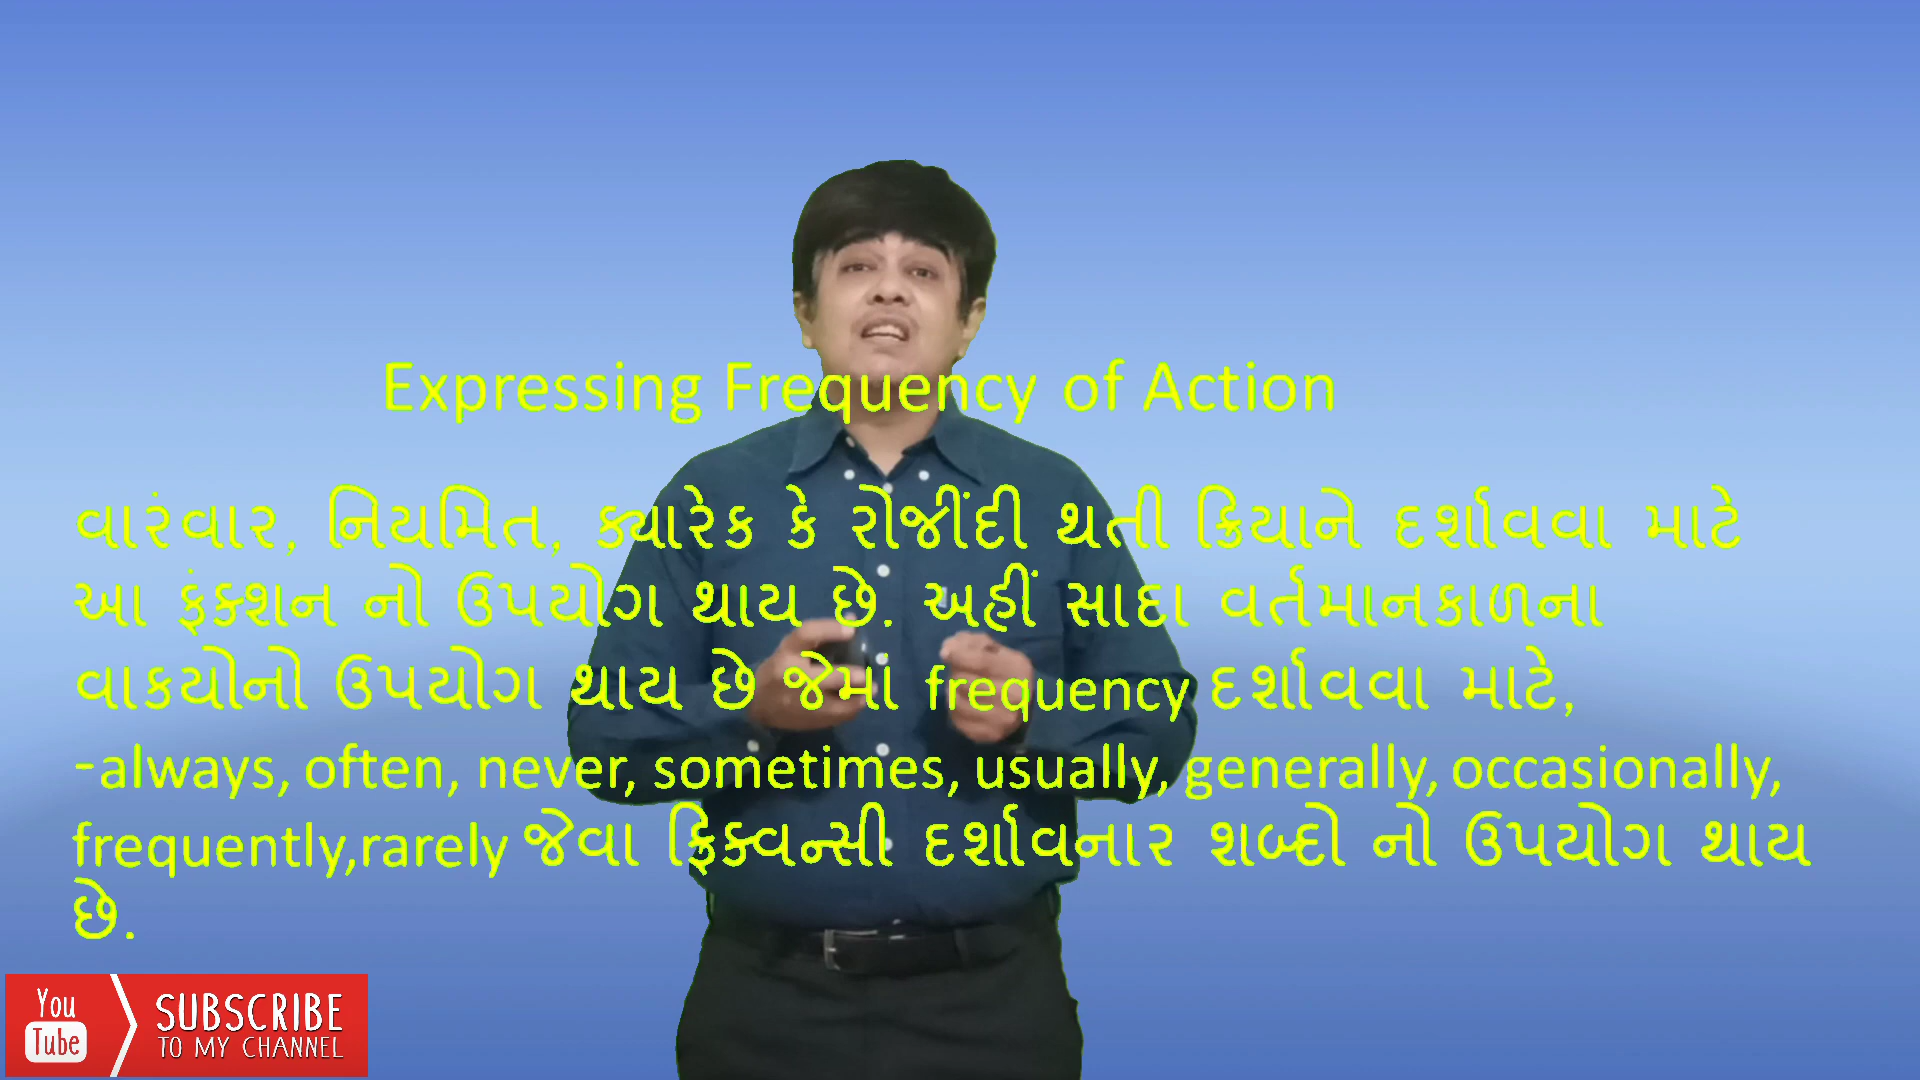 Expressing Frequency of Action
વારંવાર, નિયમિત, ક્યારેક કે રોજીંદી થતી ક્રિયાને દર્શાવવા માટે
આ ફંક્શન નો ઉપયોગ થાય છે. અહીં સાદા વર્તમાનકાળના
વાકયોનો ઉપયોગ થાય છે જેમાં frequency દર્શાવવા માટે,
-always, often, never, sometimes, usually, generally, occasionally,
frequently,rarely જેવા ફ્રિક્વન્સી દર્શાવનાર શબ્દો નો ઉપયોગ થાય
છે.
You
Tube
SUBSCRIBE
TO MY CHANNEL